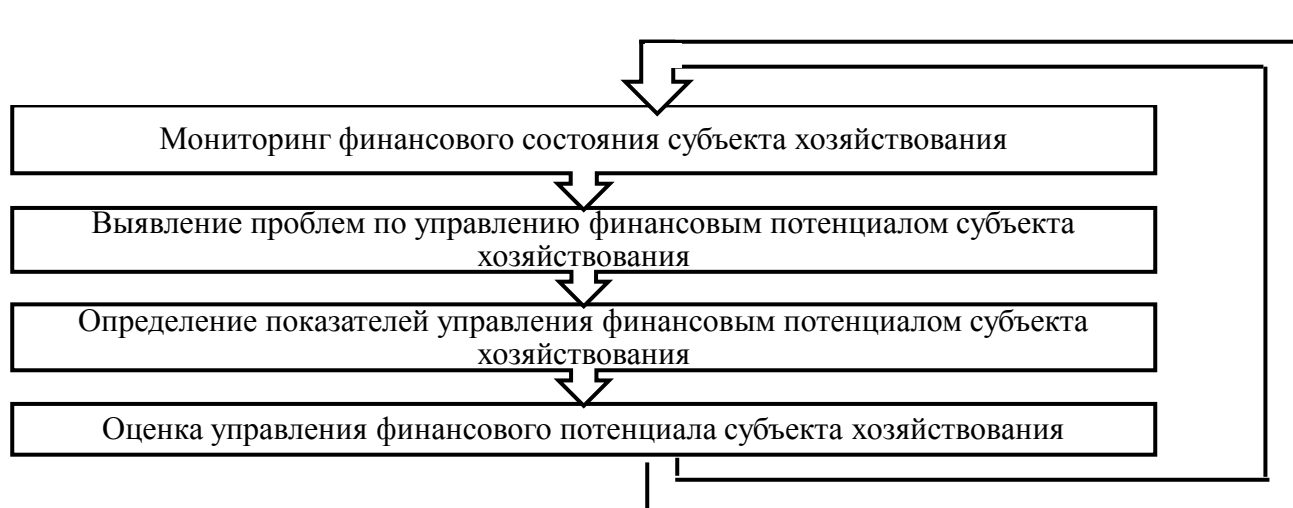 Мониторинг финансового состояния субъекта хозяйствования
Выявление проблем по управлению финансовым потенциалом субъекта
хозяйствования
Определение показателей управления финансовым потенциалом субъекта
хозяйствования
Оценка управления финансового потенциала субъекта хозяйствования